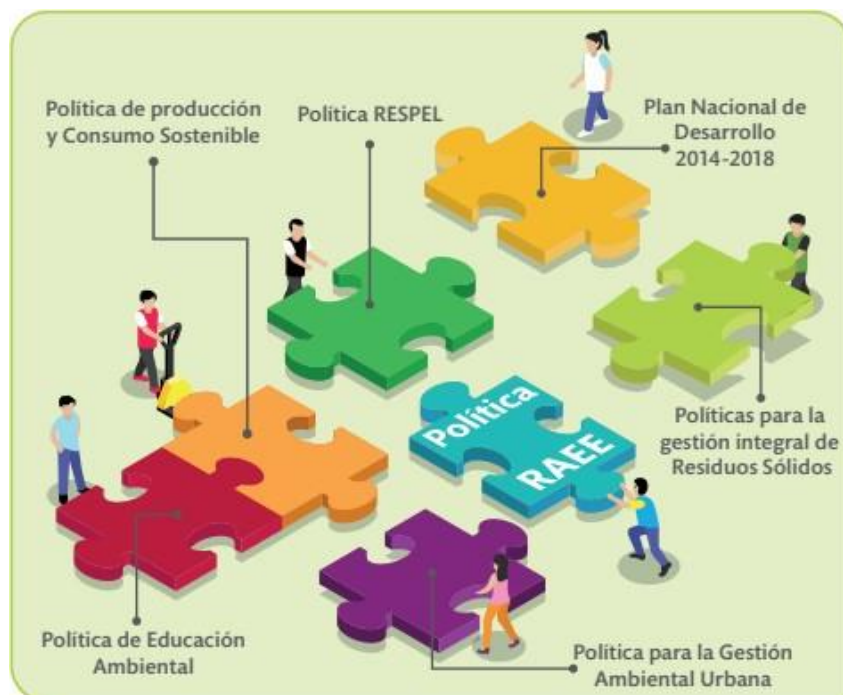 Política de producción
y Consumo Sostenible
Política RESPEL
Plan Nacional de
Desarrollo
2014-2018
Política
RAEE
Políticas para la
gestión integral de
Residuos Sólidos
Política de Educación
Ambiental
Política para la Gestión
Ambiental Urbana